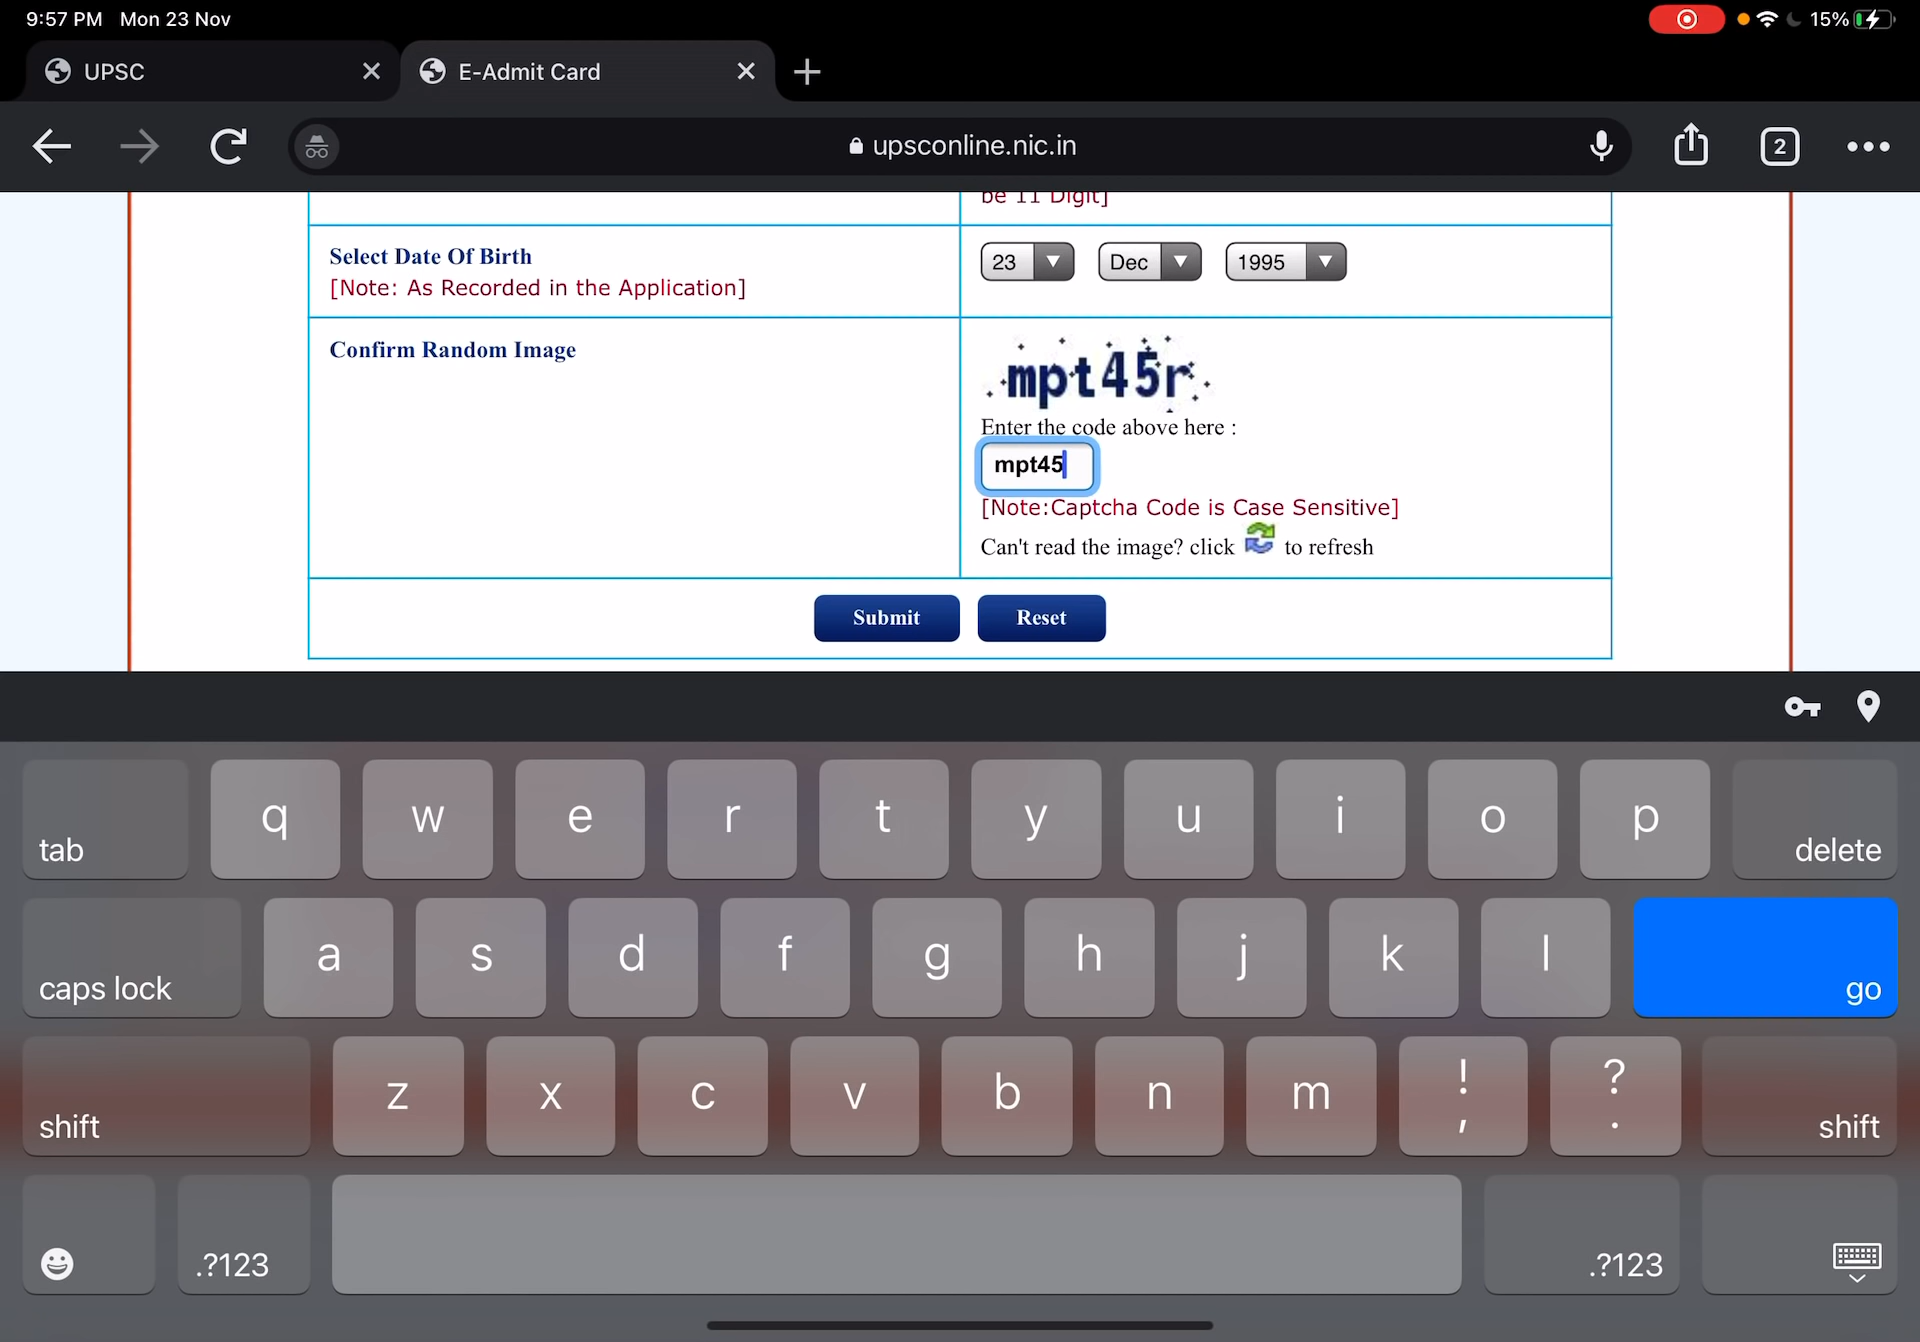 9:57 PM Mon 23 Nov
15%
UPSC
E-Admit Card
upsconline.nic.in
2
be 11 Digit]
Select Date Of Birth
[Note: As Recorded in the Application]
23 Dec 1995
Confirm Random Image
mpt45r
Enter the code above here :
mpt45
[Note:Captcha Code is Case Sensitive]
Can't read the image? click to refresh
Submit Reset
tab q w e r t y u i o p delete
caps lock a s d f g h j k l go
shift z x c v b n m ! , ? . shift
.?123 .?123